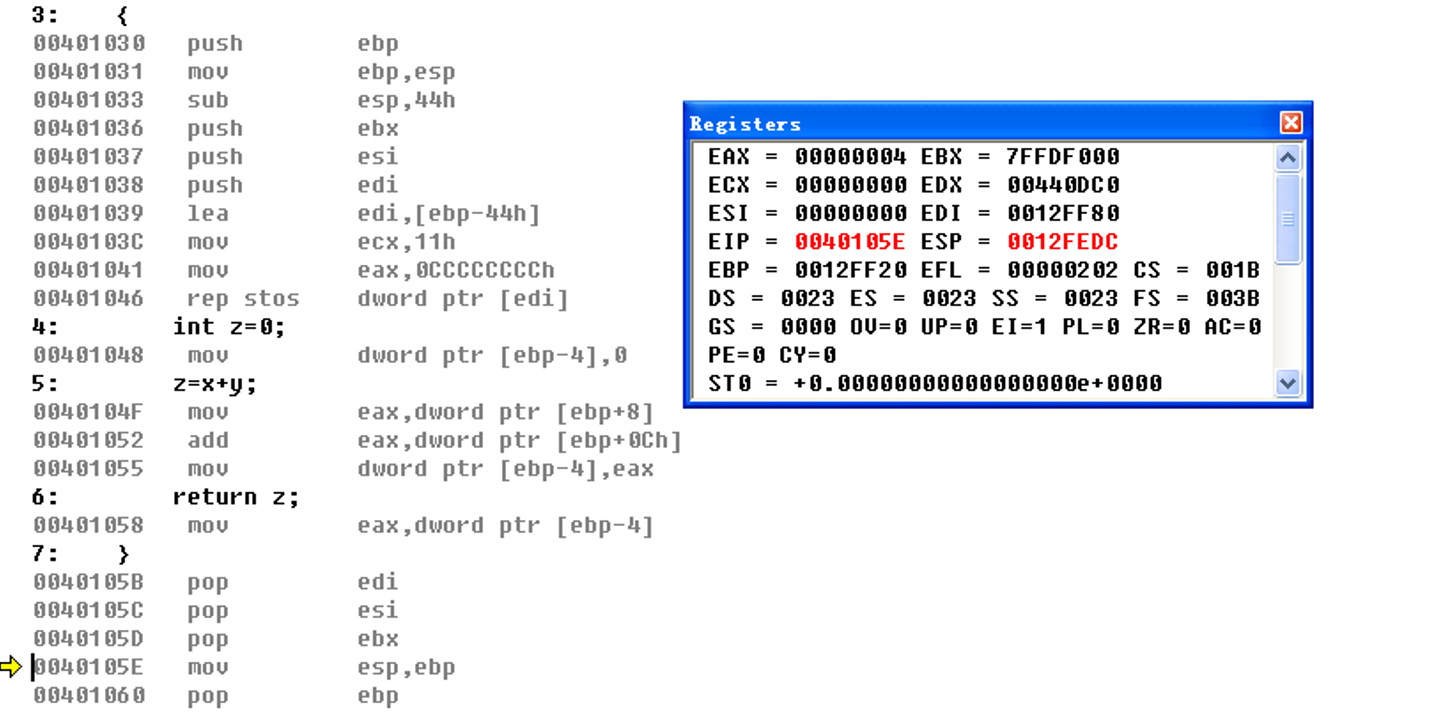 3:    {
00401030   push        ebp
00401031   mov         ebp,esp
00401033   sub         esp,44h
00401036   push        ebx
00401037   push        esi
00401038   push        edi
00401039   lea         edi,[ebp-44h]
0040103C   mov         ecx,11h
00401041   mov         eax,0CCCCCCCCh
00401046   rep stos    dword ptr [edi]
4:        int z=0;
00401048   mov         dword ptr [ebp-4],0
5:        z=x+y;
0040104F   mov         eax,dword ptr [ebp+8]
00401052   add         eax,dword ptr [ebp+0Ch]
00401055   mov         dword ptr [ebp-4],eax
6:        return z;
00401058   mov         eax,dword ptr [ebp-4]
7:    }
0040105B   pop         edi
0040105C   pop         esi
0040105D   pop         ebx
0040105E   mov         esp,ebp
00401060   pop         ebp
Registers
EAX = 00000004 EBX = 7FFDF000
ECX = 00000000 EDX = 00440DC0
ESI = 00000000 EDI = 0012FF80
EIP = 0040105E ESP = 0012FEDC
EBP = 0012FF20 EFL = 00000202 CS = 001B
DS = 0023 ES = 0023 SS = 0023 FS = 003B
GS = 0000 OV=0 UP=0 EI=1 PL=0 ZR=0 AC=0
PE=0 CY=0
ST0 = +0.00000000000000000e+0000